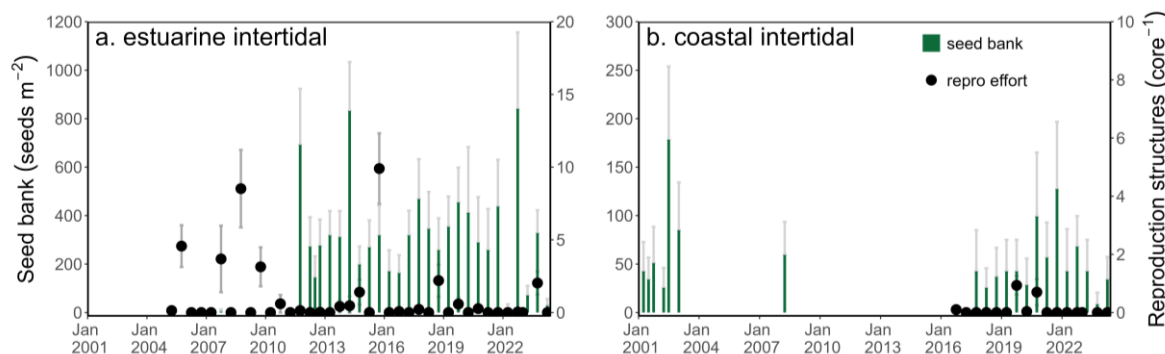 a. estuarine intertidal
b. coastal intertidal
seed bank
repro effort
Seed bank (seeds m⁻²)
1200
1000
800
600
400
200
0
20
15
10
5
0
Jan 2001
Jan 2004
Jan 2007
Jan 2010
Jan 2013
Jan 2016
Jan 2019
Jan 2022
300
250
200
150
100
50
0
10
8
6
4
2
0
Reproduction structures (core⁻¹)
Jan 2001
Jan 2004
Jan 2007
Jan 2010
Jan 2013
Jan 2016
Jan 2019
Jan 2022